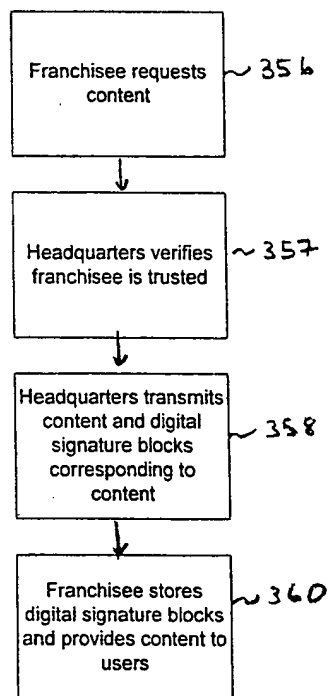 Franchisee requests
content
356
Headquarters verifies
franchisee is trusted
357
Headquarters transmits
content and digital
signature blocks
corresponding to
content
358
Franchisee stores
digital signature blocks
and provides content to
users
360